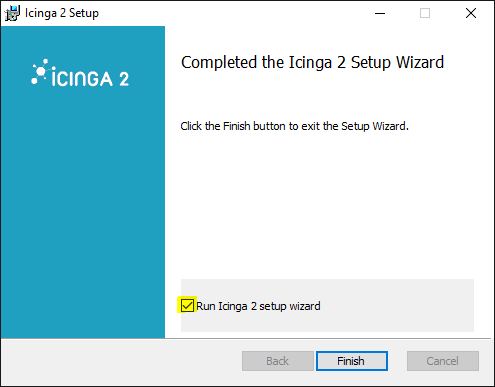 Icinga 2 Setup
ICINGA 2
Completed the Icinga 2 Setup Wizard
Click the Finish button to exit the Setup Wizard.
Run Icinga 2 setup wizard
Back
Finish
Cancel